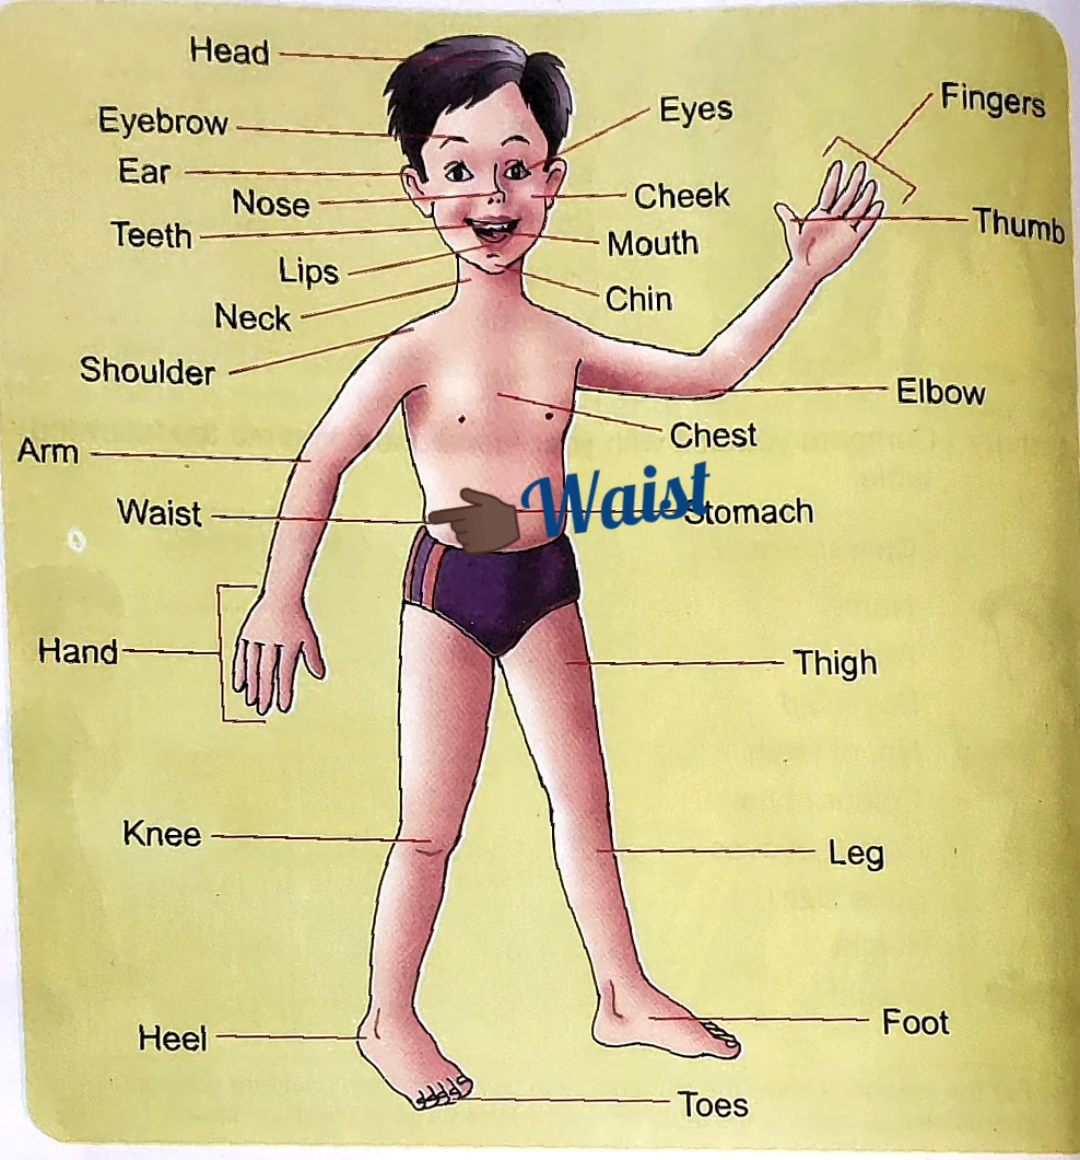 Head
Eyebrow
Eyes
Fingers
Ear
Nose
Cheek
Thumb
Teeth
Mouth
Lips
Chin
Neck
Shoulder
Elbow
Chest
Arm
Waist
Waist
Stomach
Hand
Thigh
Knee
Leg
Heel
Foot
Toes